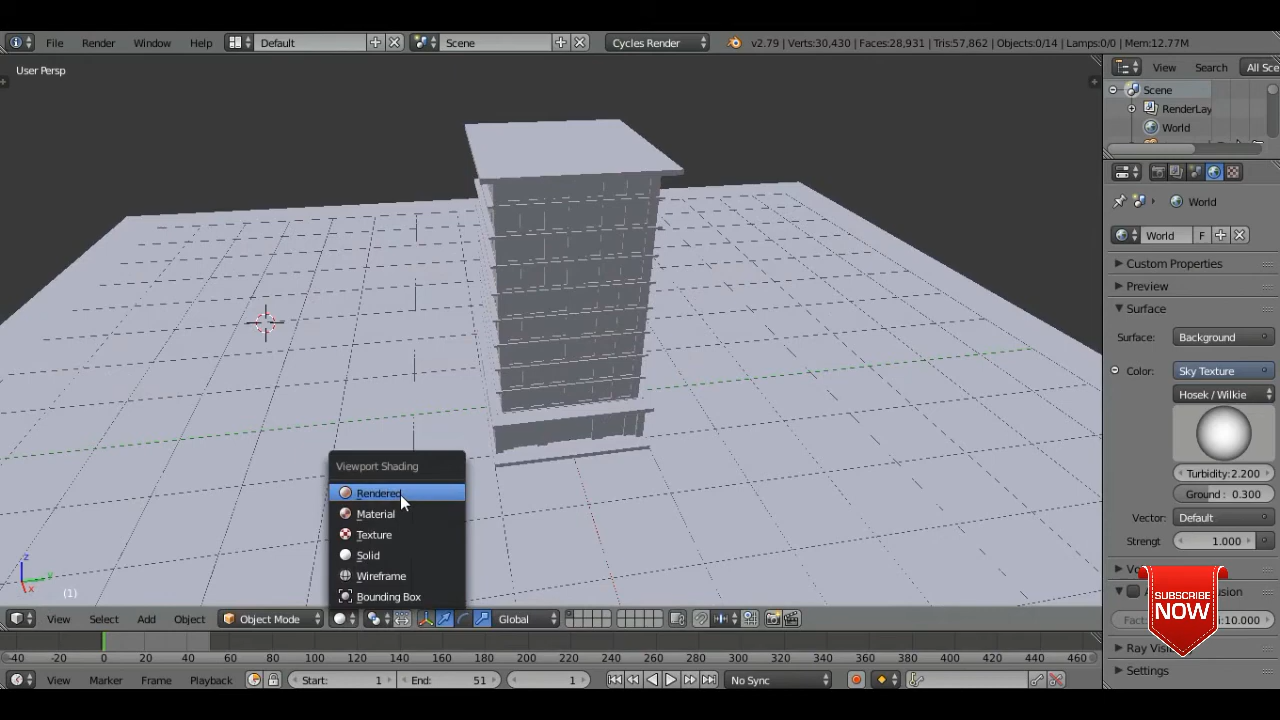 File Render Window Help Default Scene Cycles Render v2.79 | Verts:30,430 | Faces:28,931 | Tris:57,862 | Objects:0/14 | Lamps:0/0 | Mem:12.77M
User Persp
View Search All Sce
Scene
RenderLay
World
World
World F
Custom Properties
Preview
Surface
Surface: Background
Color: Sky Texture
Hosek / Wilkie
Turbidity:2.200
Ground : 0.300
Vector: Default
Strengt 1.000
Viewport Shading
Rendered
Material
Texture
Solid
Wireframe
Bounding Box
(1)
z
y
x
SUBSCRIBE
NOW
:10.000
Settings
View Select Add Object Object Mode Global
-40 -20 0 20 40 60 80 100 120 140 160 180 200 220 240 260 280 300 320 340 360 380 400 420 440 460
View Marker Frame Playback Start: 1 End: 51 1 No Sync